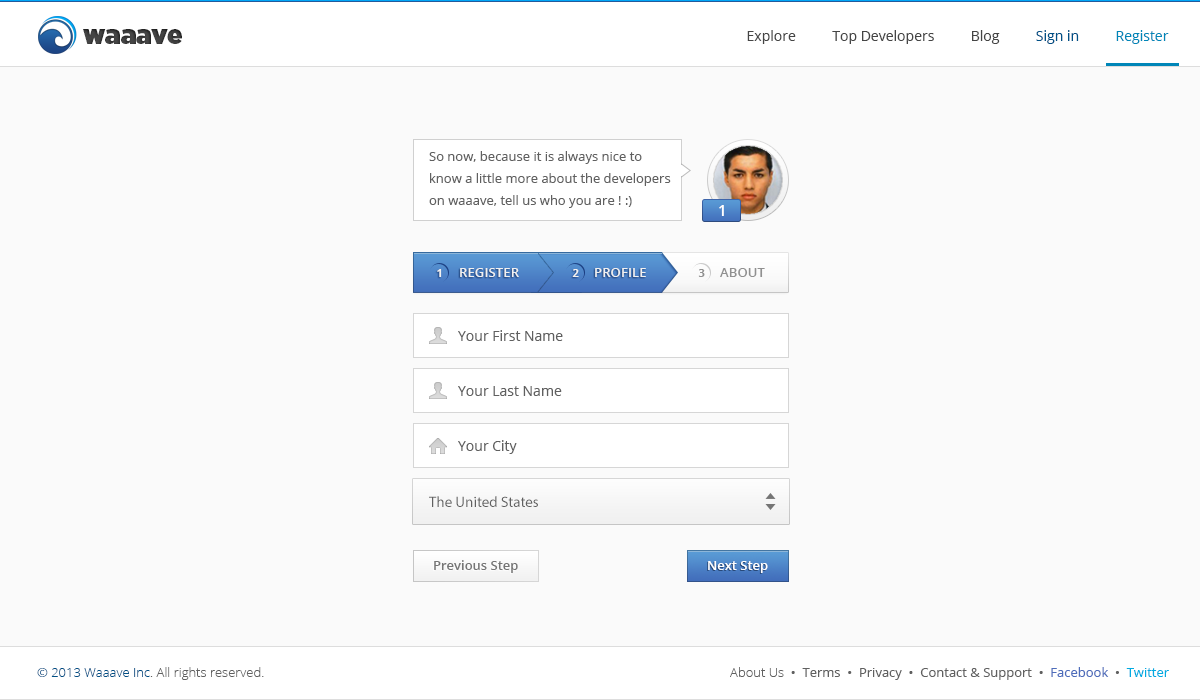 waaave
Explore
Top Developers
Blog
Sign in
Register
So now, because it is always nice to
know a little more about the developers
on waaave, tell us who you are ! :)
1
1 REGISTER
2 PROFILE
3 ABOUT
Your First Name
Your Last Name
Your City
The United States
Previous Step
Next Step
© 2013 Waaave Inc. All rights reserved.
About Us • Terms • Privacy • Contact & Support • Facebook • Twitter